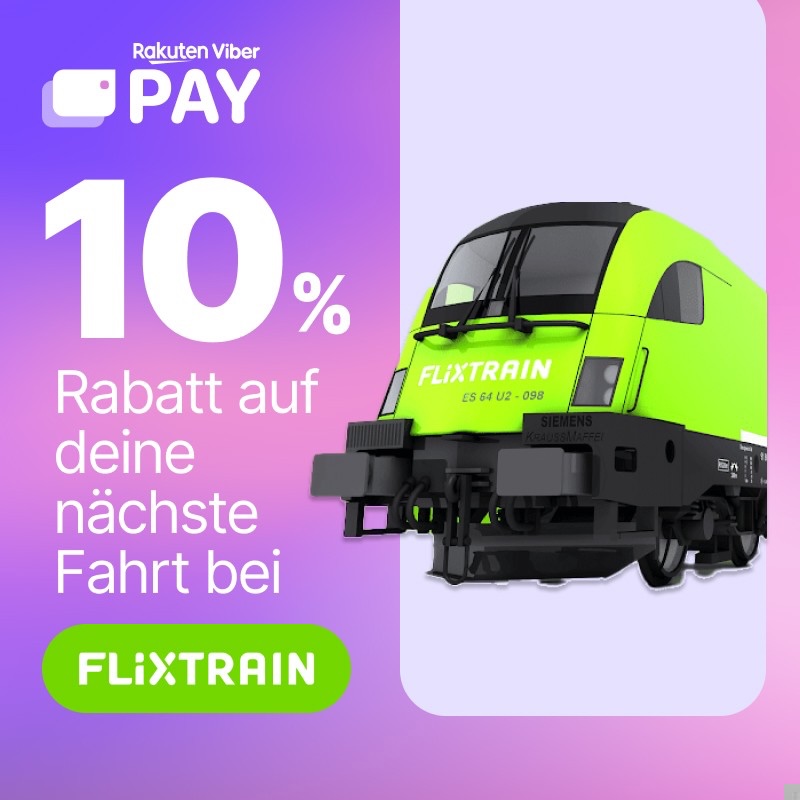 Rakuten Viber
PAY
10%
Rabatt auf
deine
nächste
Fahrt bei
FLiXTRAIN
FLiXTRAIN
ES 64 U2 - 098
SIEMENS
KRAUSSMAFFEI